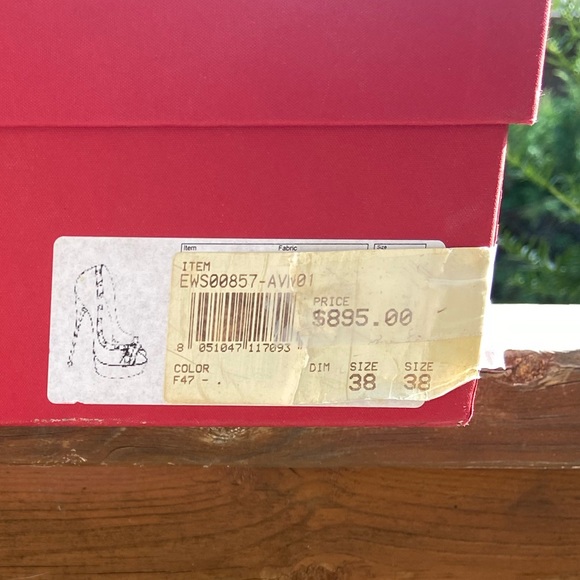 Item Fabric Size
ITEM
EWS00857-AVW01
PRICE
$895.00
8 051047 117093
COLOR DIM SIZE SIZE
F47 - . 38 38